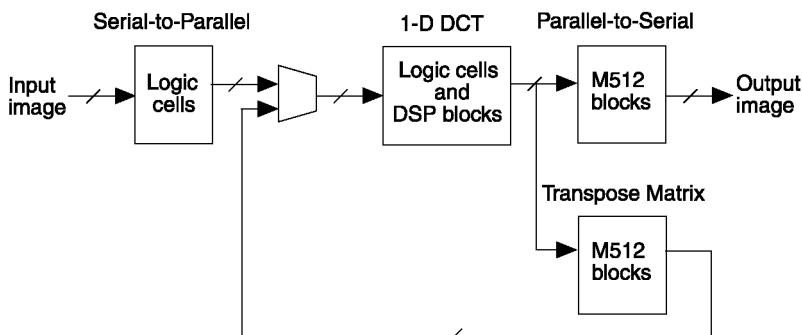 Serial-to-Parallel
1-D DCT
Parallel-to-Serial
Input
image
Logic
cells
Logic cells
and
DSP blocks
M512
blocks
Output
image
Transpose Matrix
M512
blocks